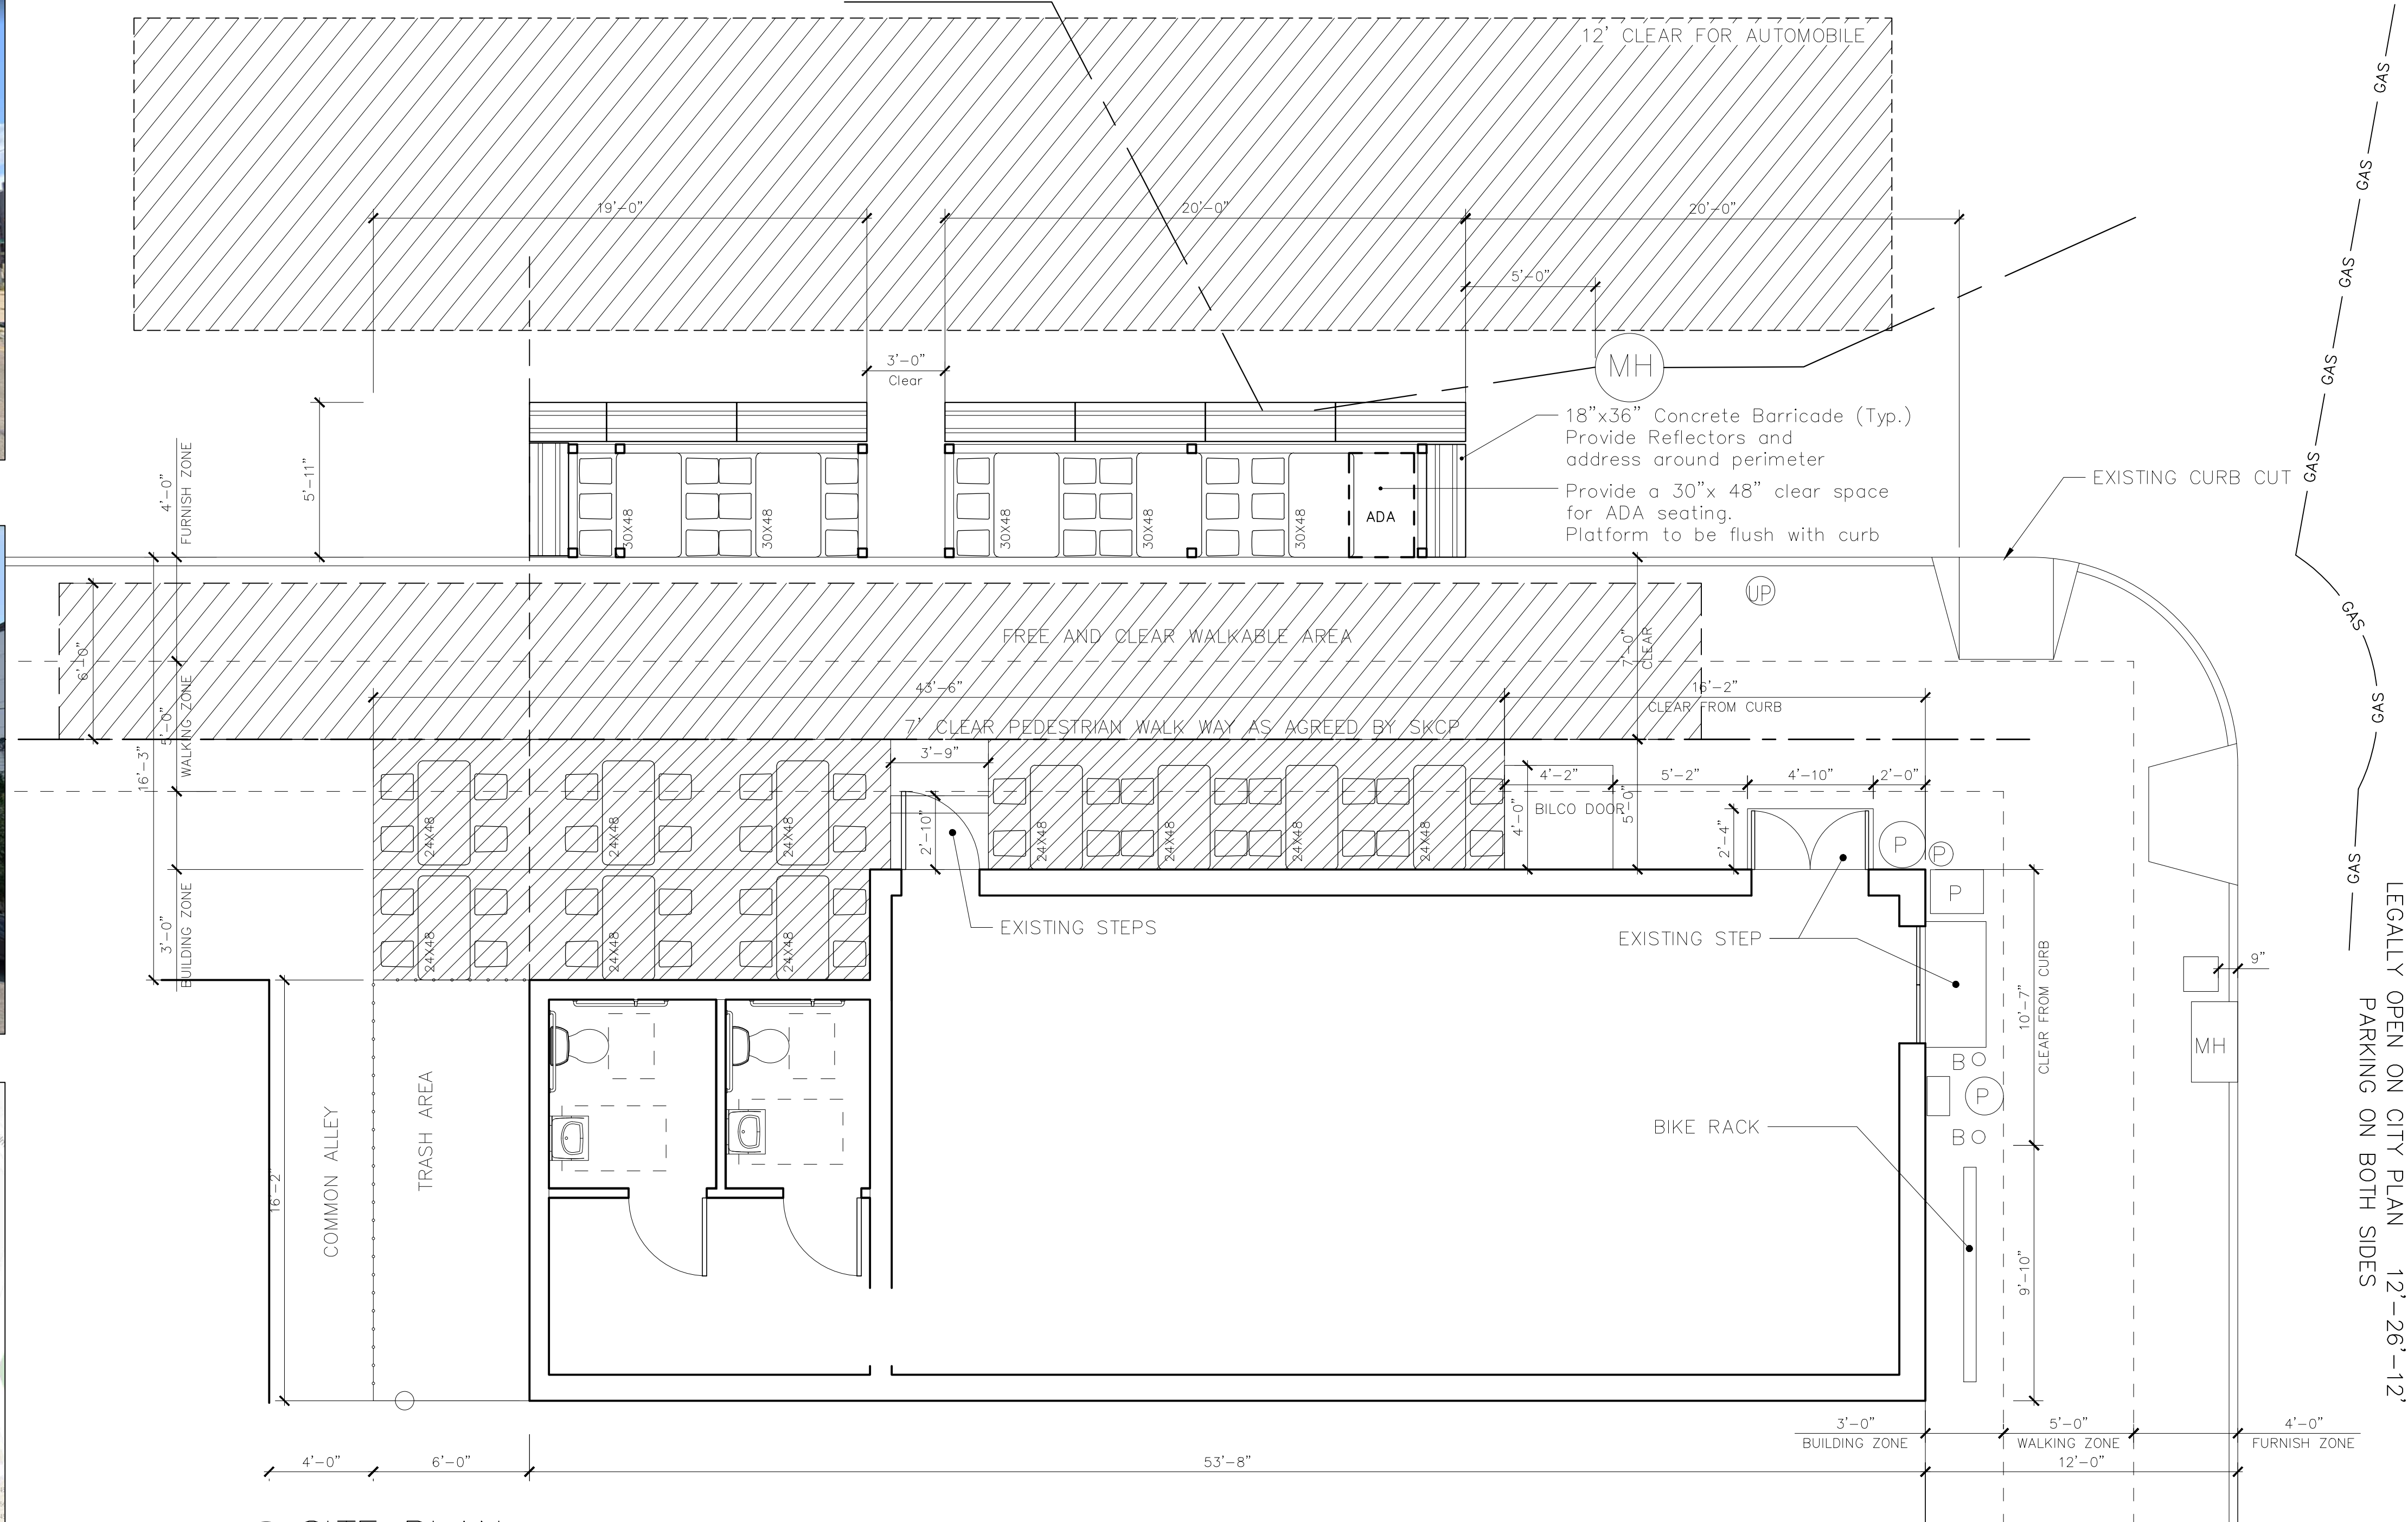 12' CLEAR FOR AUTOMOBILE
GAS
GAS
GAS
GAS
GAS
GAS
GAS
GAS
19'-0"
20'-0"
20'-0"
5'-0"
3'-0"
Clear
MH
18"x36" Concrete Barricade (Typ.)
Provide Reflectors and
address around perimeter
Provide a 30"x 48" clear space
for ADA seating.
Platform to be flush with curb
EXISTING CURB CUT
4'-0"
FURNISH ZONE
5'-11"
30X48
30X48
30X48
30X48
30X48
ADA
UP
FREE AND CLEAR WALKABLE AREA
7'-0"
CLEAR
6'-0"
16'-3"
5'-0"
WALKING ZONE
43'-6"
16'-2"
CLEAR FROM CURB
7' CLEAR PEDESTRIAN WALK WAY AS AGREED BY SKCP
3'-9"
4'-2"
5'-2"
4'-10"
2'-0"
BILCO DOOR
4'-0"
5'-0"
2'-4"
2'-10"
24X48
24X48
24X48
24X48
24X48
24X48
24X48
24X48
24X48
24X48
P
P
P
3'-0"
BUILDING ZONE
EXISTING STEPS
EXISTING STEP
10'-7"
CLEAR FROM CURB
9"
MH
B
P
B
BIKE RACK
9'-10"
16'-2"
COMMON ALLEY
TRASH AREA
LEGALLY OPEN ON CITY PLAN 12'-26'-12'
PARKING ON BOTH SIDES
3'-0"
BUILDING ZONE
5'-0"
WALKING ZONE
4'-0"
FURNISH ZONE
4'-0"
6'-0"
53'-8"
12'-0"
SITE PLAN